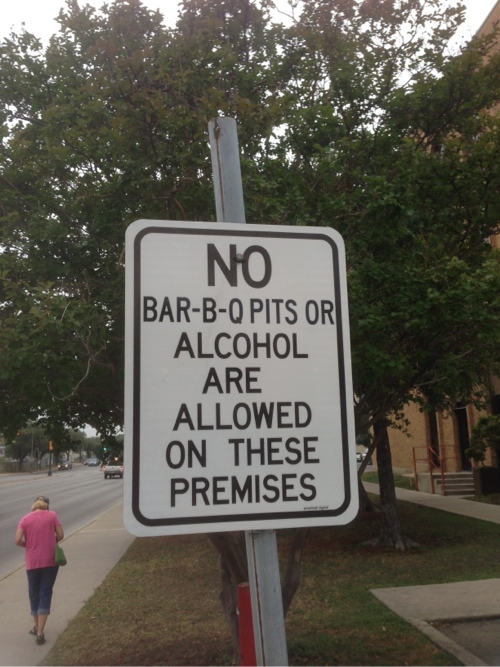 NO
BAR-B-Q PITS OR
ALCOHOL
ARE
ALLOWED
ON THESE
PREMISES